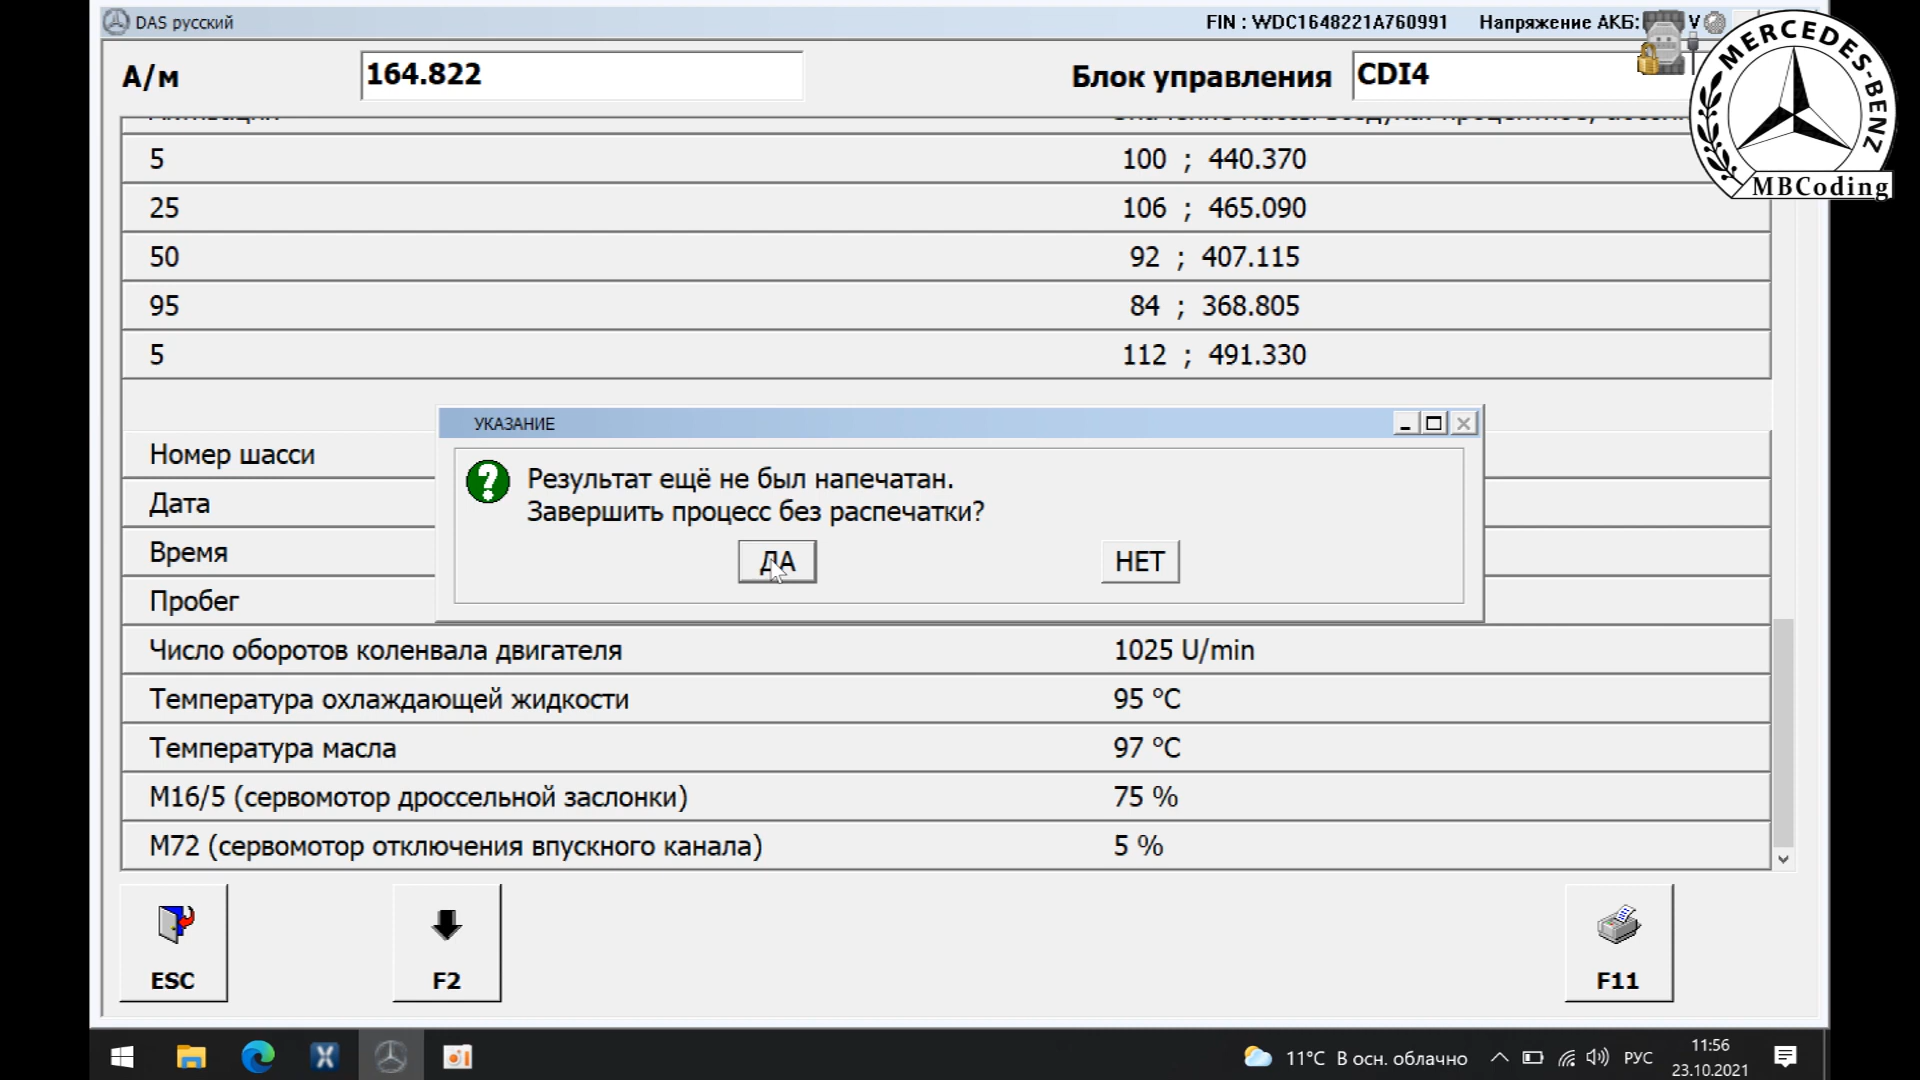 DAS русский
FIN : WDC1648221A760991 Напряжение АКБ: V
А/м 164.822 Блок управления CDI4
MERCEDES-BENZ
MBCoding
5 100 ; 440.370
25 106 ; 465.090
50 92 ; 407.115
95 84 ; 368.805
5 112 ; 491.330
УКАЗАНИЕ
Результат ещё не был напечатан.
Завершить процесс без распечатки?
ДА НЕТ
Номер шасси
Дата
Время
Пробег
Число оборотов коленвала двигателя 1025 U/min
Температура охлаждающей жидкости 95 °C
Температура масла 97 °C
M16/5 (сервомотор дроссельной заслонки) 75 %
M72 (сервомотор отключения впускного канала) 5 %
ESC F2 F11
11°C В осн. облачно РУС 11:56
23.10.2021